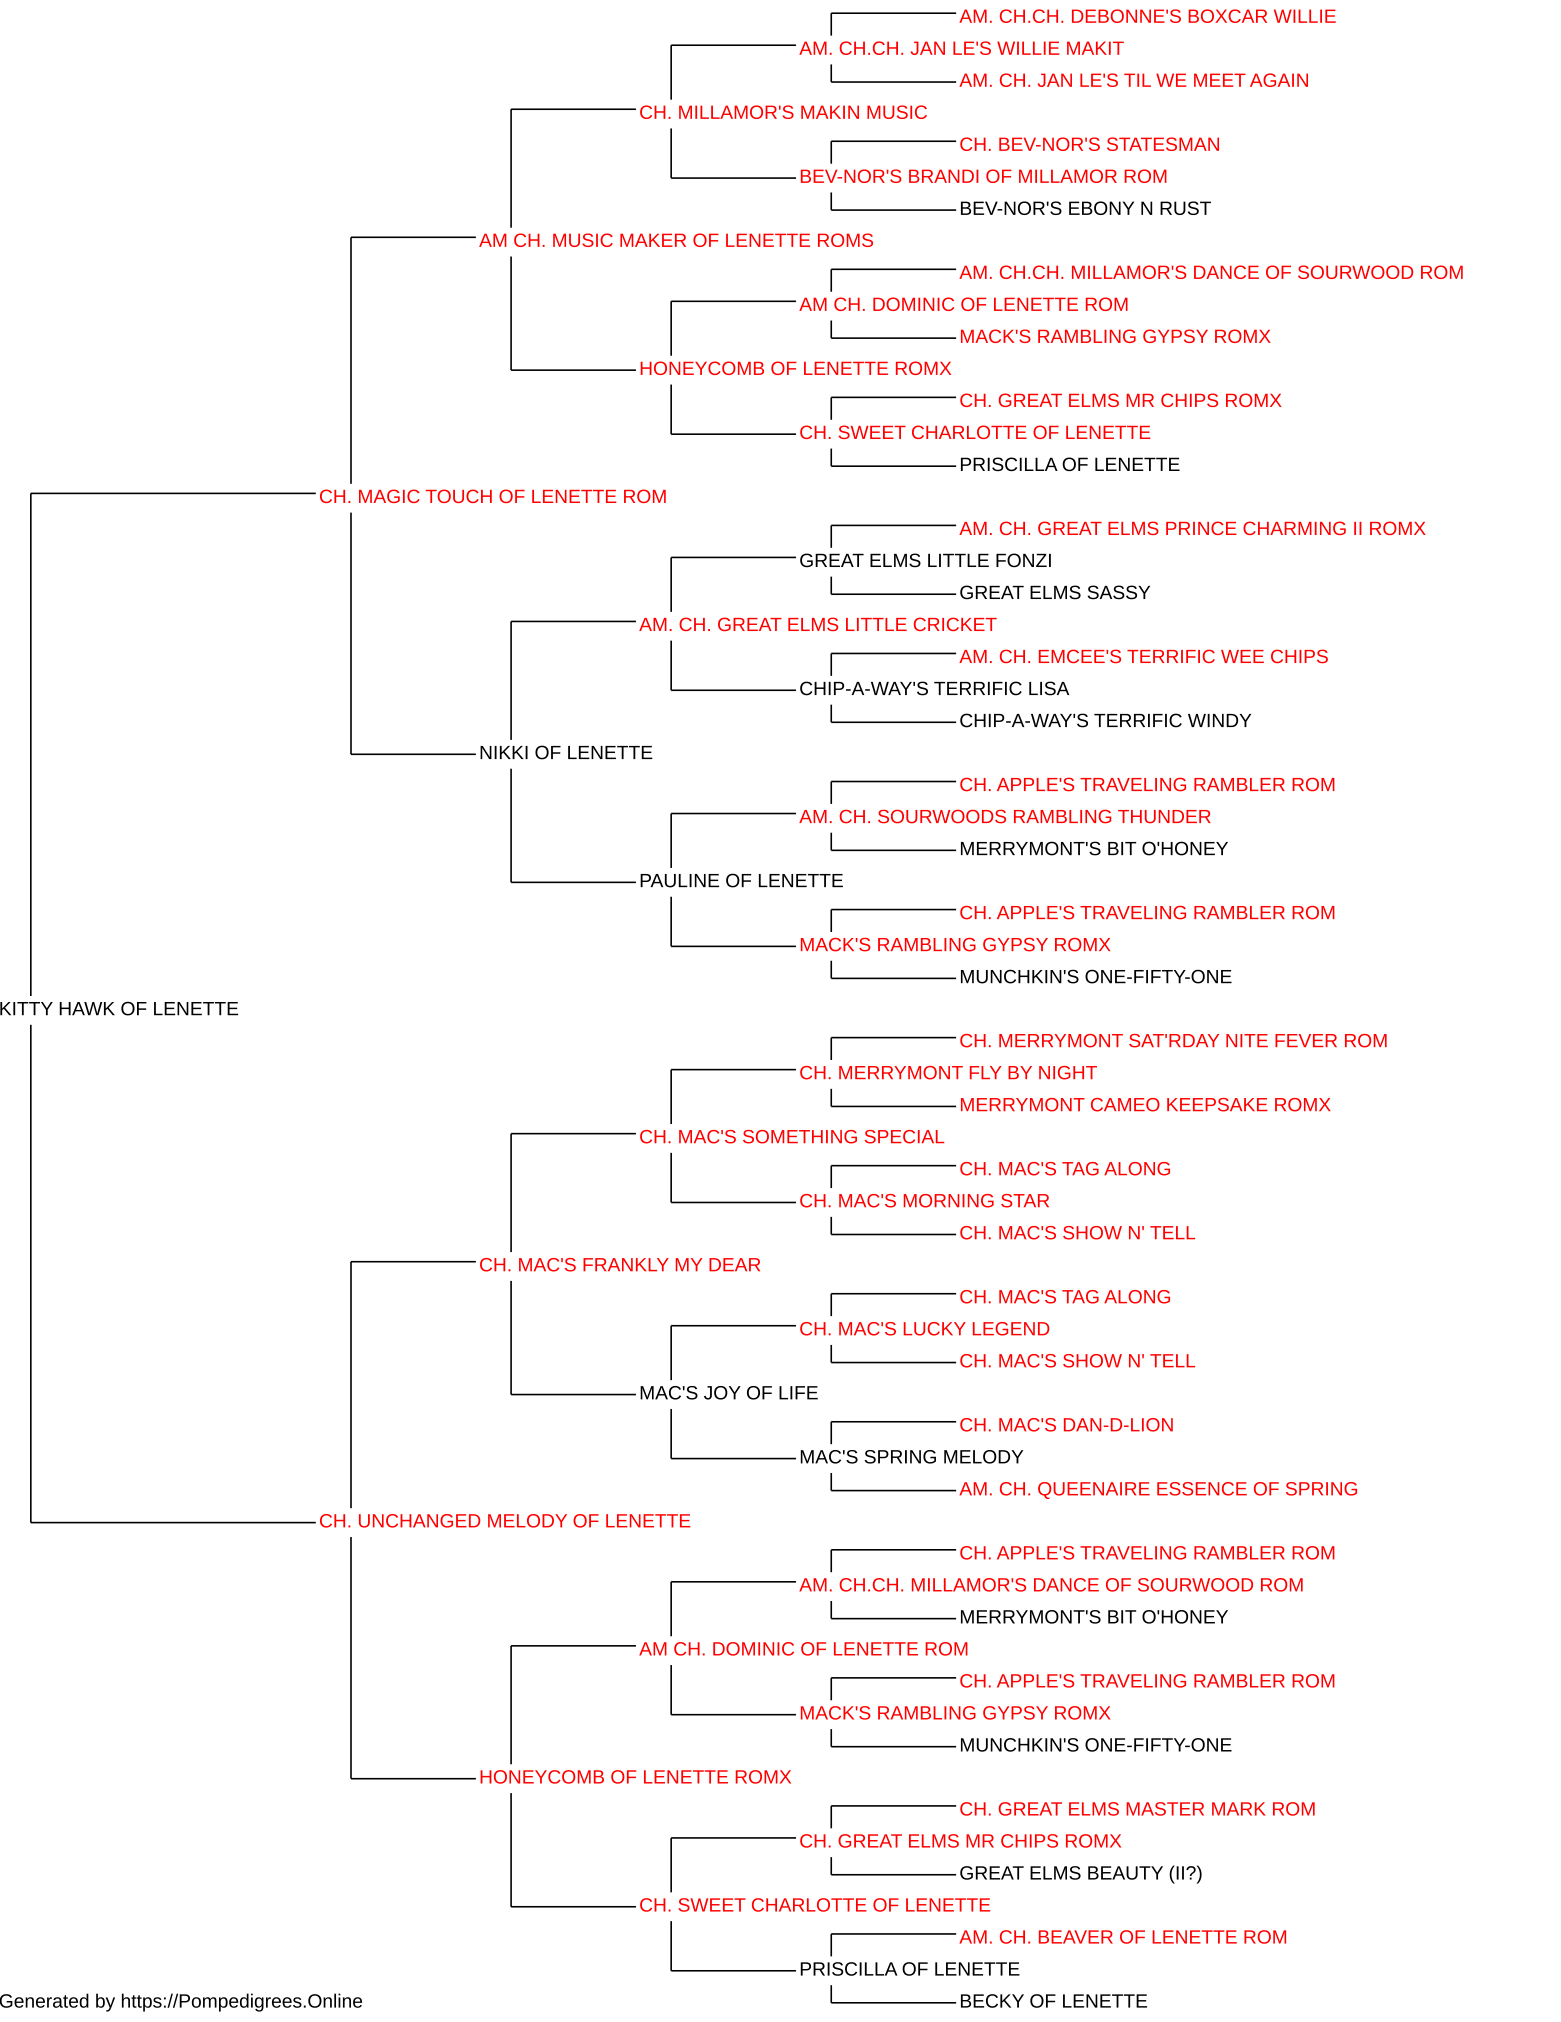 AM. CH.CH. DEBONNE'S BOXCAR WILLIE
AM. CH.CH. JAN LE'S WILLIE MAKIT
AM. CH. JAN LE'S TIL WE MEET AGAIN
CH. MILLAMOR'S MAKIN MUSIC
CH. BEV-NOR'S STATESMAN
BEV-NOR'S BRANDI OF MILLAMOR ROM
BEV-NOR'S EBONY N RUST
AM CH. MUSIC MAKER OF LENETTE ROMS
AM. CH.CH. MILLAMOR'S DANCE OF SOURWOOD ROM
AM CH. DOMINIC OF LENETTE ROM
MACK'S RAMBLING GYPSY ROMX
HONEYCOMB OF LENETTE ROMX
CH. GREAT ELMS MR CHIPS ROMX
CH. SWEET CHARLOTTE OF LENETTE
PRISCILLA OF LENETTE
CH. MAGIC TOUCH OF LENETTE ROM
AM. CH. GREAT ELMS PRINCE CHARMING II ROMX
GREAT ELMS LITTLE FONZI
GREAT ELMS SASSY
AM. CH. GREAT ELMS LITTLE CRICKET
AM. CH. EMCEE'S TERRIFIC WEE CHIPS
CHIP-A-WAY'S TERRIFIC LISA
CHIP-A-WAY'S TERRIFIC WINDY
NIKKI OF LENETTE
CH. APPLE'S TRAVELING RAMBLER ROM
AM. CH. SOURWOODS RAMBLING THUNDER
MERRYMONT'S BIT O'HONEY
PAULINE OF LENETTE
CH. APPLE'S TRAVELING RAMBLER ROM
MACK'S RAMBLING GYPSY ROMX
MUNCHKIN'S ONE-FIFTY-ONE
KITTY HAWK OF LENETTE
CH. MERRYMONT SAT'RDAY NITE FEVER ROM
CH. MERRYMONT FLY BY NIGHT
MERRYMONT CAMEO KEEPSAKE ROMX
CH. MAC'S SOMETHING SPECIAL
CH. MAC'S TAG ALONG
CH. MAC'S MORNING STAR
CH. MAC'S SHOW N' TELL
CH. MAC'S FRANKLY MY DEAR
CH. MAC'S TAG ALONG
CH. MAC'S LUCKY LEGEND
CH. MAC'S SHOW N' TELL
MAC'S JOY OF LIFE
CH. MAC'S DAN-D-LION
MAC'S SPRING MELODY
AM. CH. QUEENAIRE ESSENCE OF SPRING
CH. UNCHANGED MELODY OF LENETTE
CH. APPLE'S TRAVELING RAMBLER ROM
AM. CH.CH. MILLAMOR'S DANCE OF SOURWOOD ROM
MERRYMONT'S BIT O'HONEY
AM CH. DOMINIC OF LENETTE ROM
CH. APPLE'S TRAVELING RAMBLER ROM
MACK'S RAMBLING GYPSY ROMX
MUNCHKIN'S ONE-FIFTY-ONE
HONEYCOMB OF LENETTE ROMX
CH. GREAT ELMS MASTER MARK ROM
CH. GREAT ELMS MR CHIPS ROMX
GREAT ELMS BEAUTY (II?)
CH. SWEET CHARLOTTE OF LENETTE
AM. CH. BEAVER OF LENETTE ROM
PRISCILLA OF LENETTE
BECKY OF LENETTE
Generated by https://Pompedigrees.Online